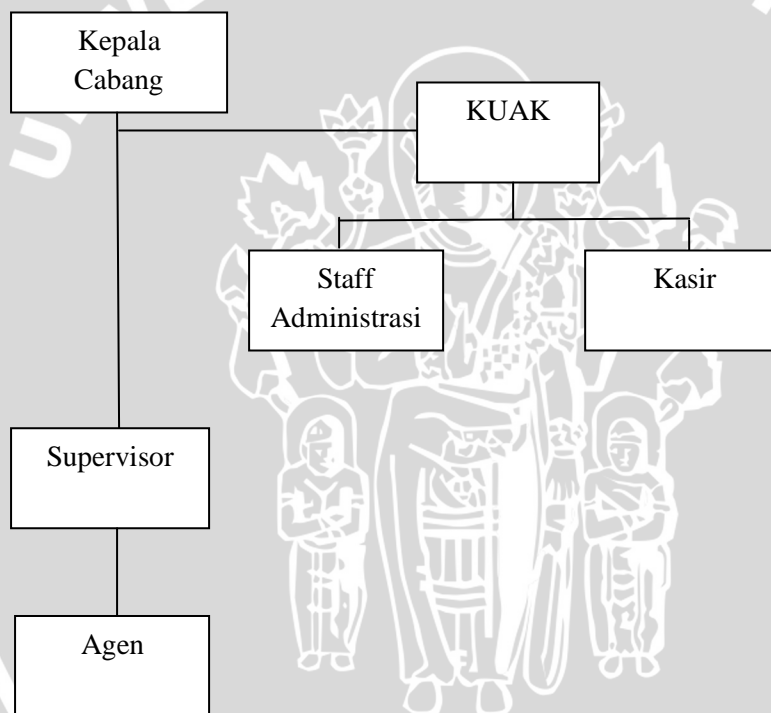 Kepala
Cabang
KUAK
Staff
Administrasi
Kasir
Supervisor
Agen